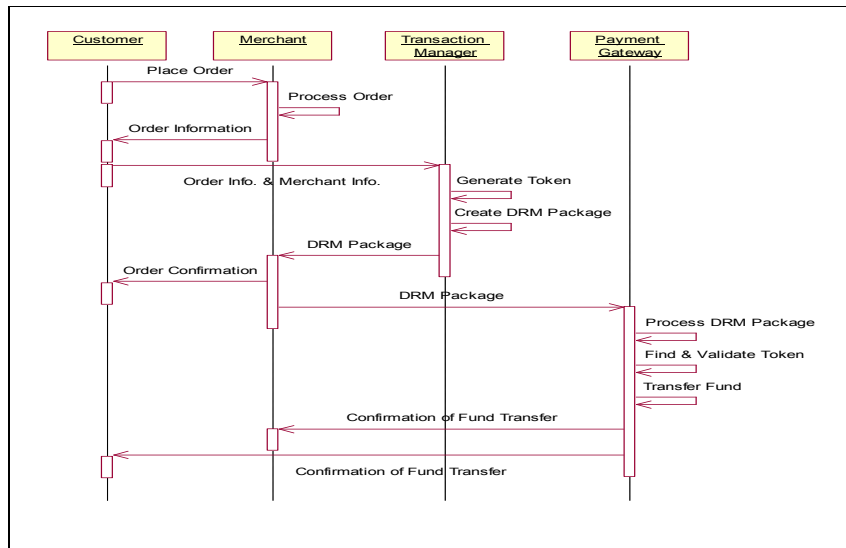 Customer
Merchant
Transaction
Manager
Payment
Gateway
Place Order
Process Order
Order Information
Order Info. & Merchant Info.
Generate Token
Create DRM Package
DRM Package
Order Confirmation
DRM Package
Process DRM Package
Find & Validate Token
Transfer Fund
Confirmation of Fund Transfer
Confirmation of Fund Transfer